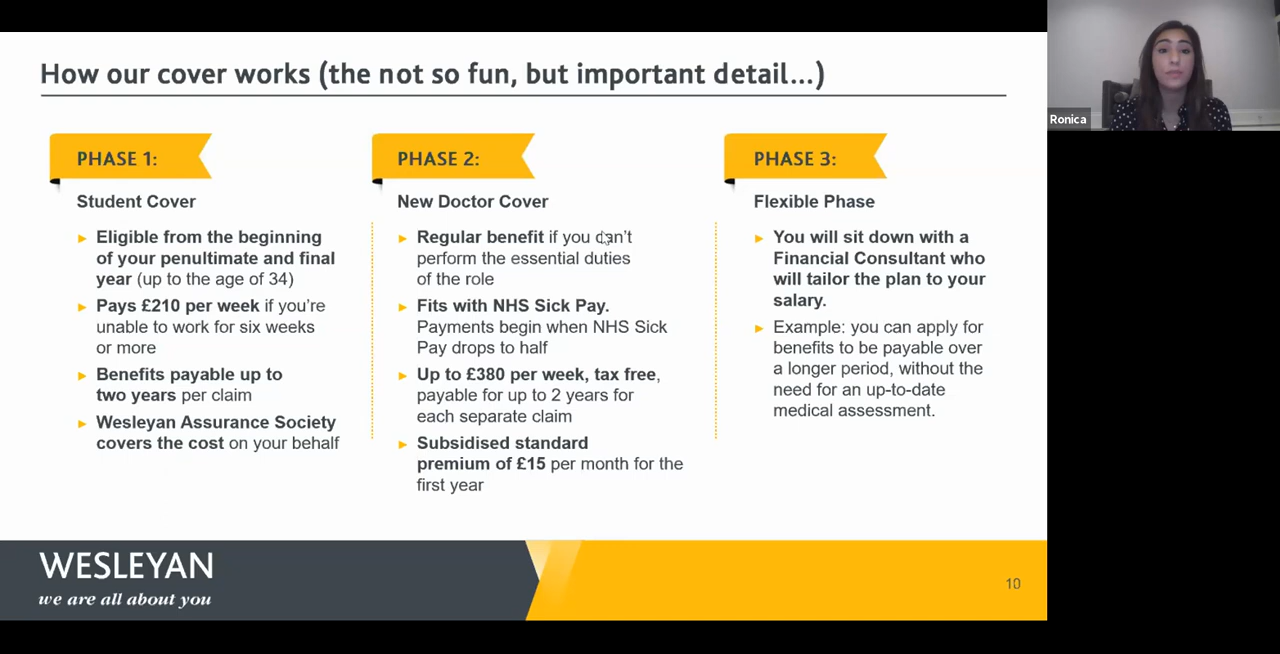 How our cover works (the not so fun, but important detail...)
PHASE 1:
Student Cover
► Eligible from the beginning
of your penultimate and final
year (up to the age of 34)
► Pays £210 per week if you're
unable to work for six weeks
or more
► Benefits payable up to
two years per claim
► Wesleyan Assurance Society
covers the cost on your behalf
PHASE 2:
New Doctor Cover
► Regular benefit if you can't
perform the essential duties
of the role
► Fits with NHS Sick Pay.
Payments begin when NHS Sick
Pay drops to half
► Up to £380 per week, tax free,
payable for up to 2 years for
each separate claim
► Subsidised standard
premium of £15 per month for the
first year
PHASE 3:
Flexible Phase
► You will sit down with a
Financial Consultant who
will tailor the plan to your
salary.
► Example: you can apply for
benefits to be payable over
a longer period, without the
need for an up-to-date
medical assessment.
WESLEYAN
we are all about you
10
Ronica